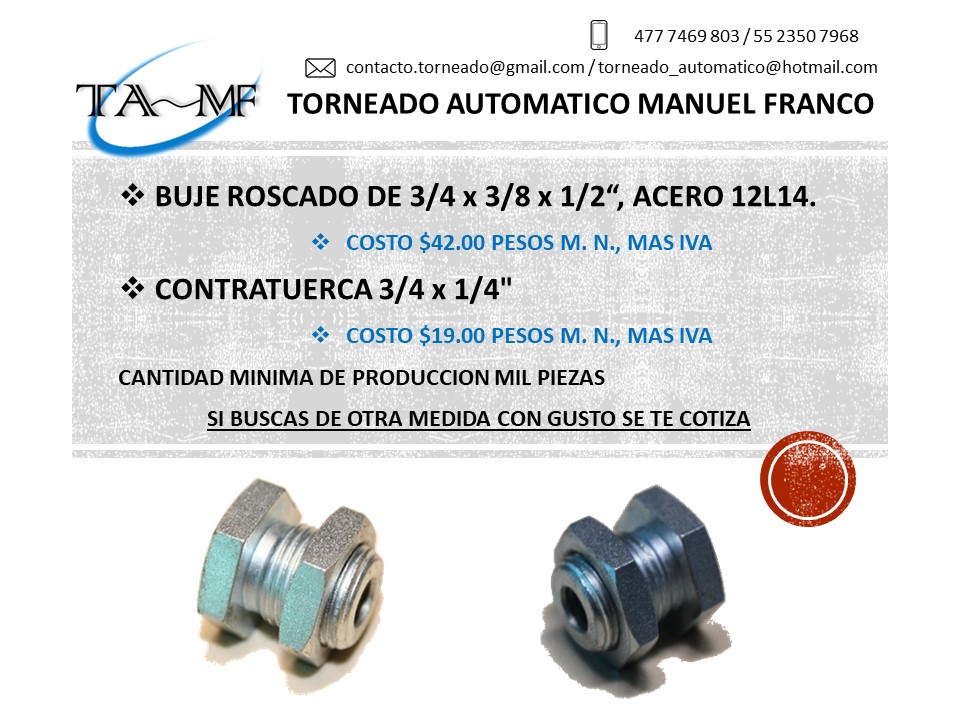 477 7469 803 / 55 2350 7968
contacto.torneado@gmail.com / torneado_automatico@hotmail.com
TA~MF
TORNEADO AUTOMATICO MANUEL FRANCO
BUJE ROSCADO DE 3/4 x 3/8 x 1/2“, ACERO 12L14.
COSTO $42.00 PESOS M. N., MAS IVA
CONTRATUERCA 3/4 x 1/4"
COSTO $19.00 PESOS M. N., MAS IVA
CANTIDAD MINIMA DE PRODUCCION MIL PIEZAS
SI BUSCAS DE OTRA MEDIDA CON GUSTO SE TE COTIZA